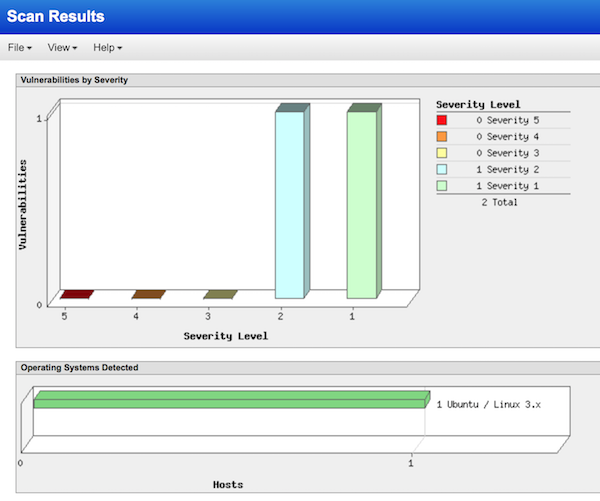 Scan Results
File View Help
Vulnerabilities by Severity
Severity Level
0 Severity 5
0 Severity 4
0 Severity 3
1 Severity 2
1 Severity 1
2 Total
Vulnerabilities
1
0
5 4 3 2 1
Severity Level
Operating Systems Detected
1 Ubuntu / Linux 3.x
0 1
Hosts